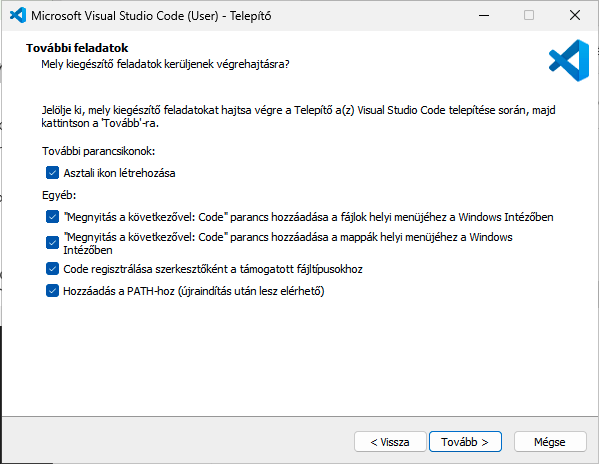 Microsoft Visual Studio Code (User) - Telepítő
További feladatok
Mely kiegészítő feladatok kerüljenek végrehajtásra?
Jelölje ki, mely kiegészítő feladatokat hajtsa végre a Telepítő a(z) Visual Studio Code telepítése során, majd
kattintson a 'Tovább'-ra.
További parancsikonok:
Asztali ikon létrehozása
Egyéb:
"Megnyitás a következővel: Code" parancs hozzáadása a fájlok helyi menüjéhez a Windows Intézőben
"Megnyitás a következővel: Code" parancs hozzáadása a mappák helyi menüjéhez a Windows
Intézőben
Code regisztrálása szerkesztőként a támogatott fájltípusokhoz
Hozzáadás a PATH-hoz (újraindítás után lesz elérhető)
< Vissza
Tovább >
Mégse